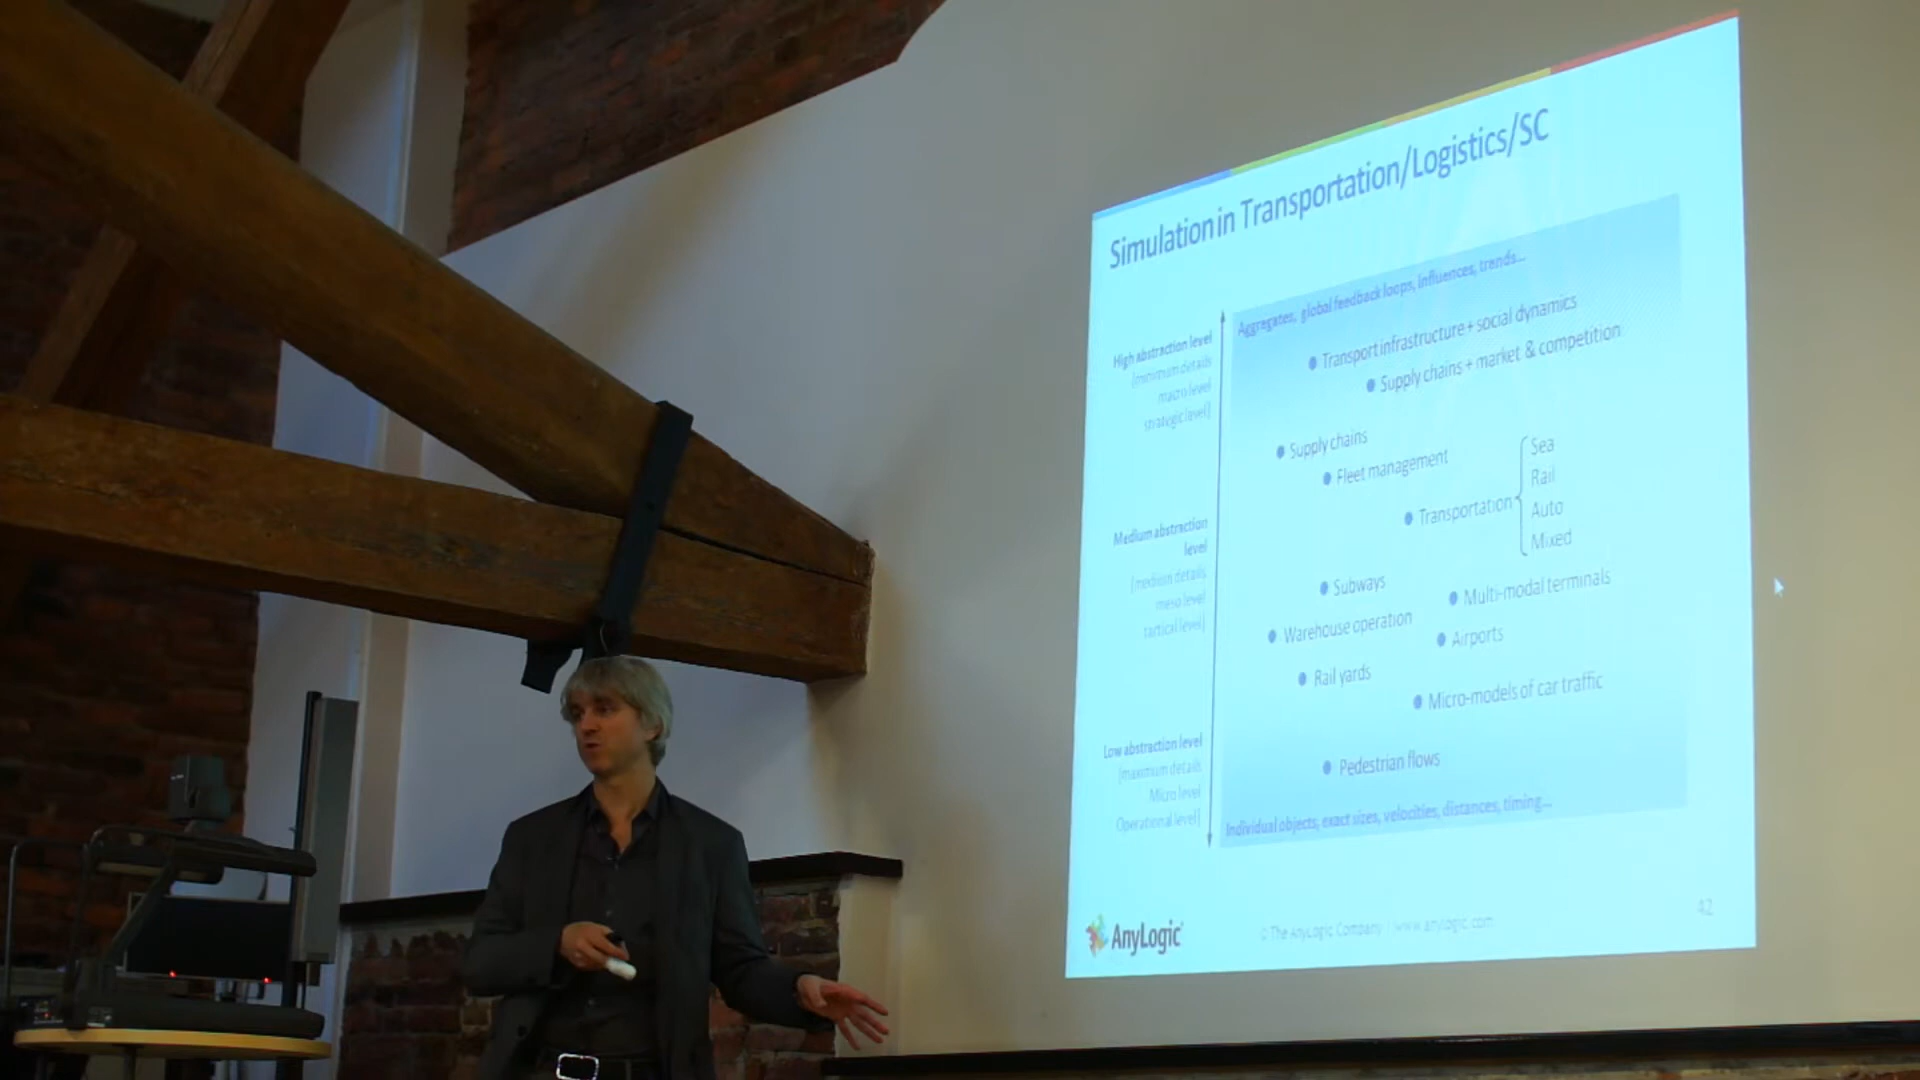 Simulation in Transportation/Logistics/SC
Aggregates, global feedback loops, influences, trends...
High abstraction level
[minimum details
macro level
strategic level]
Transport infrastructure + social dynamics
Supply chains + market & competition
Supply chains
Fleet management
Transportation
Sea
Rail
Auto
Mixed
Medium abstraction
level
[medium details
meso level
tactical level]
Subways
Multi-modal terminals
Warehouse operation
Airports
Rail yards
Micro-models of car traffic
Low abstraction level
[maximum details
Micro level
Operational level]
Pedestrian flows
Individual objects, exact sizes, velocities, distances, timing...
AnyLogic
© The AnyLogic Company | www.anylogic.com
42